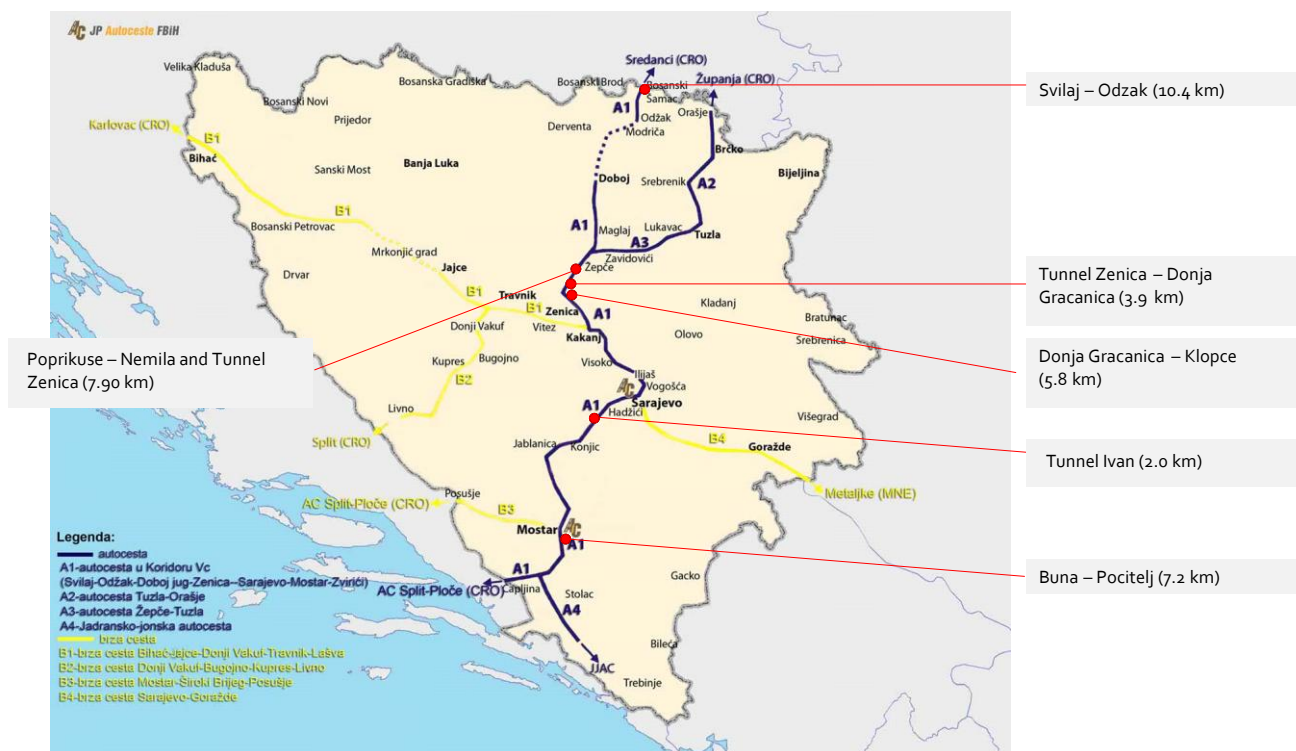 AC JP Autoceste FBiH
Sredanci (CRO)
Velika Kladuša
Bosanska Gradiška
Bosanski Brod
Bosanski
Šamac
Županja (CRO)
Svilaj – Odzak (10.4 km)
Bosanski Novi
A1
Odžak
Orašje
Prijedor
Derventa
Modriča
Karlovac (CRO)
B1
Bihać
Brčko
Sanski Most
Banja Luka
Doboj
Srebrenik
A2
Bijeljina
B1
Bosanski Petrovac
A1
Maglaj
Lukavac
Tuzla
A3
Mrkonjić grad
Zavidovići
Žepče
Drvar
Jajce
Tunnel Zenica – Donja
Gracanica (3.9 km)
B1
Travnik
B1
Zenica
A1
Kladanj
Bratunac
Donji Vakuf
Vitez
Kakanj
Olovo
Srebrenica
Poprikuse – Nemila and Tunnel
Zenica (7.90 km)
Kupres
Bugojno
Visoko
Donja Gracanica – Klopce
(5.8 km)
B2
Ilijaš
Vogošća
AC
Livno
A1
Sarajevo
Hadžići
Višegrad
Split (CRO)
Jablanica
Konjic
B4
Goražde
Tunnel Ivan (2.0 km)
Metaljke (MNE)
Posušje
AC Split-Ploče (CRO)
B3
Mostar
AC
A1
Buna – Pocitelj (7.2 km)
Gacko
A1
AC Split-Ploče (CRO)
Čapljina
Stolac
A4
Bileća
JJAC
Trebinje
Legenda:
autocesta
A1-autocesta u Koridoru Vc
(Svilaj-Odžak-Doboj jug-Zenica--Sarajevo-Mostar-Zvirići)
A2-autocesta Tuzla-Orašje
A3-autocesta Žepče-Tuzla
A4-Jadransko-jonska autocesta
brza cesta
B1-brza cesta Bihać-Jajce-Donji Vakuf-Travnik-Lašva
B2-brza cesta Donji Vakuf-Bugojno-Kupres-Livno
B3-brza cesta Mostar-Široki Brijeg-Posušje
B4-brza cesta Sarajevo-Goražde